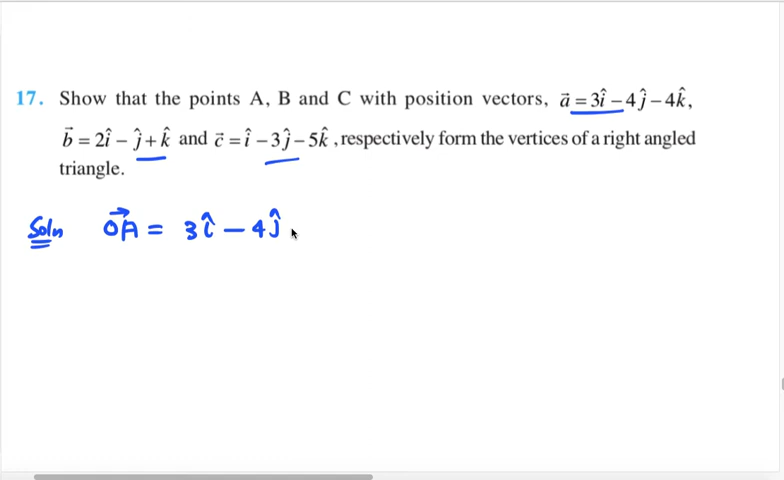 17. Show that the points A, B and C with position vectors, a⃗ = 3î − 4ĵ − 4k̂,
b⃗ = 2î − ĵ + k̂ and c⃗ = î − 3ĵ − 5k̂ , respectively form the vertices of a right angled
triangle.
Soln OA⃗ = 3î − 4ĵ